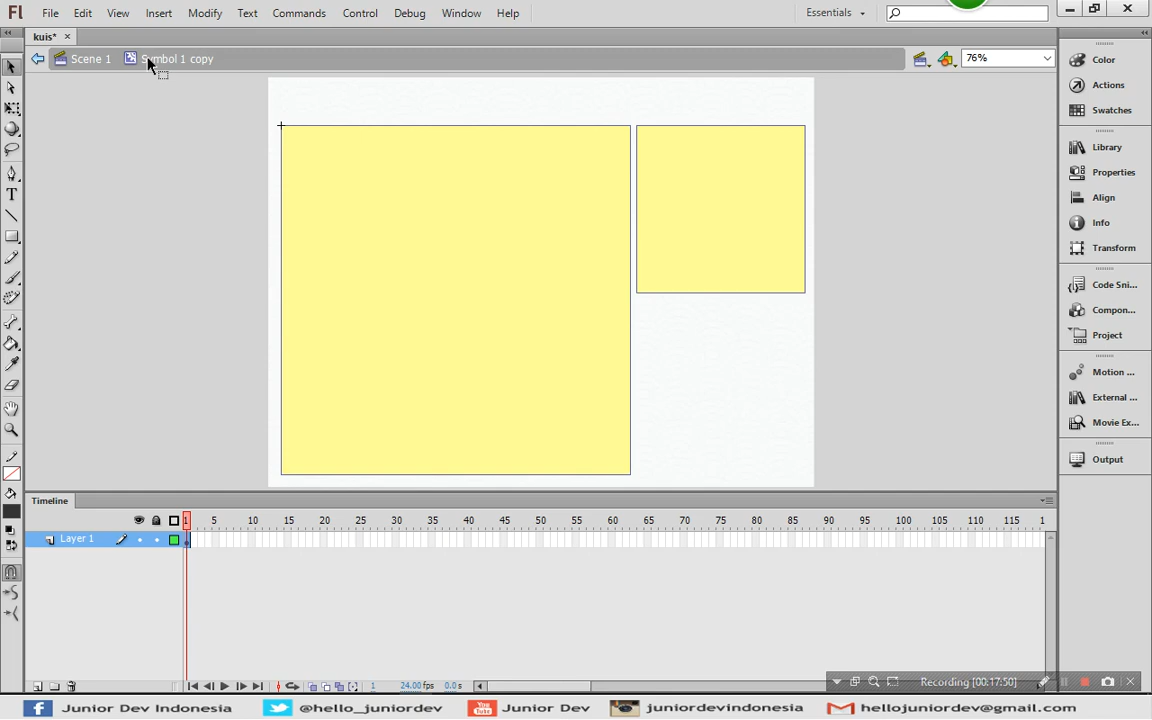 Fl File Edit View Insert Modify Text Commands Control Debug Window Help Essentials
kuis* ×
Scene 1 Symbol 1 copy 76%
Color
Actions
Swatches
Library
Properties
Align
Info
Transform
Code Sni...
Compon...
Project
Motion ...
External ...
Movie Ex...
Output
Timeline
1 5 10 15 20 25 30 35 40 45 50 55 60 65 70 75 80 85 90 95 100 105 110 115 1
Layer 1
1 24.00 fps 0.0 s
Recording [00:17:50]
Junior Dev Indonesia @hello_juniordev Junior Dev juniordevindonesia hellojuniordev@gmail.com